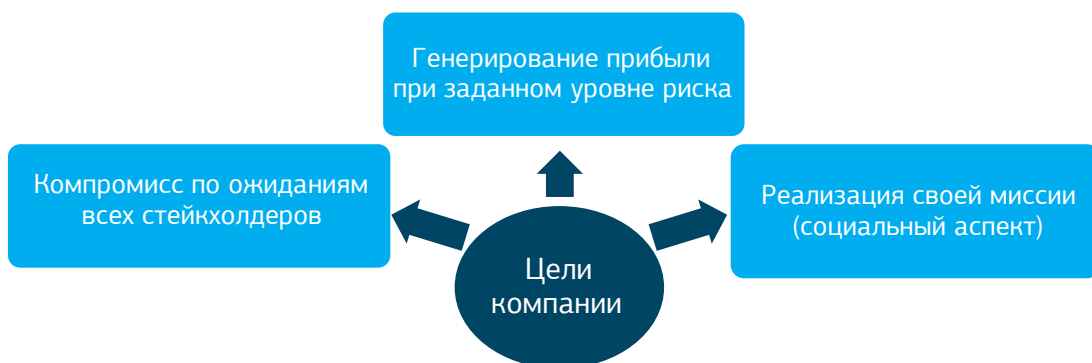 Генерирование прибыли
при заданном уровне риска
Компромисс по ожиданиям
всех стейкхолдеров
Реализация своей миссии
(социальный аспект)
Цели
компании